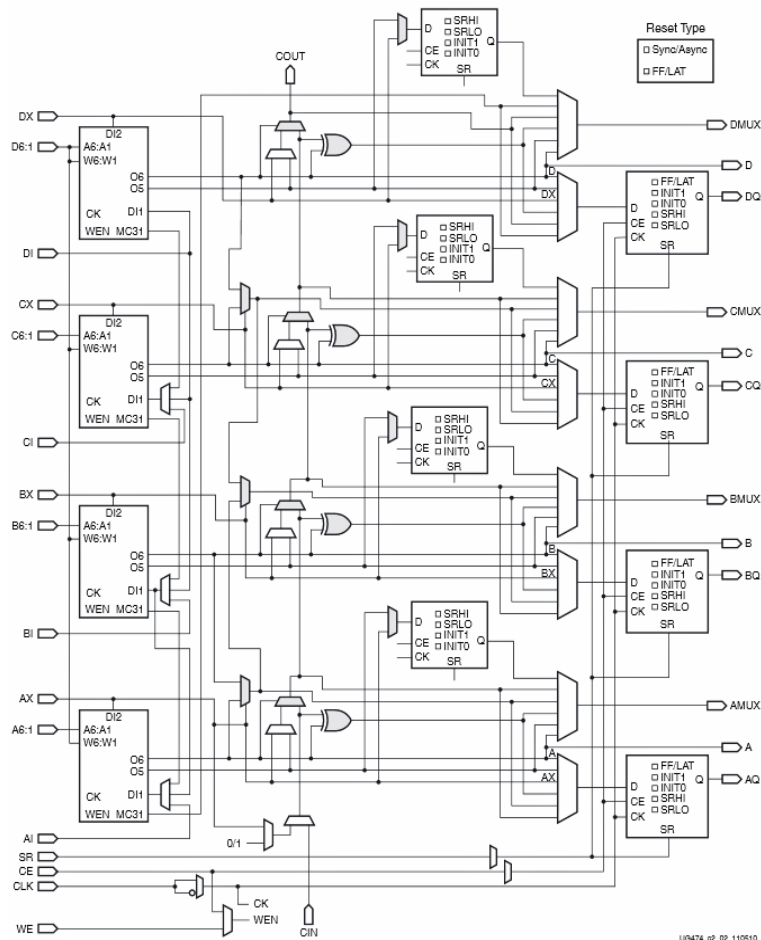 Reset Type
□ Sync/Async
□ FF/LAT
COUT
D
CE
CK
□ SRHI
□ SRLO
□ INIT1
□ INIT0
Q
SR
DX
D6:1
DI2
A6:A1
W6:W1
O6
O5
CK
DI1
WEN MC31
DI
DMUX
D
D
DX
DQ
D
CE
CK
□ FF/LAT
□ INIT1
□ INIT0
□ SRHI
□ SRLO
Q
SR
D
CE
CK
□ SRHI
□ SRLO
□ INIT1
□ INIT0
Q
SR
CX
C6:1
DI2
A6:A1
W6:W1
O6
O5
CK
DI1
WEN MC31
CI
CMUX
C
C
CX
CQ
D
CE
CK
□ FF/LAT
□ INIT1
□ INIT0
□ SRHI
□ SRLO
Q
SR
D
CE
CK
□ SRHI
□ SRLO
□ INIT1
□ INIT0
Q
SR
BX
B6:1
DI2
A6:A1
W6:W1
O6
O5
CK
DI1
WEN MC31
BI
BMUX
B
B
BX
BQ
D
CE
CK
□ FF/LAT
□ INIT1
□ INIT0
□ SRHI
□ SRLO
Q
SR
D
CE
CK
□ SRHI
□ SRLO
□ INIT1
□ INIT0
Q
SR
AX
A6:1
DI2
A6:A1
W6:W1
O6
O5
CK
DI1
WEN MC31
AI
AMUX
A
A
AX
AQ
D
CE
CK
□ FF/LAT
□ INIT1
□ INIT0
□ SRHI
□ SRLO
Q
SR
0/1
SR
CE
CLK
CK
WEN
WE
CIN
UG474_c2_02_110510